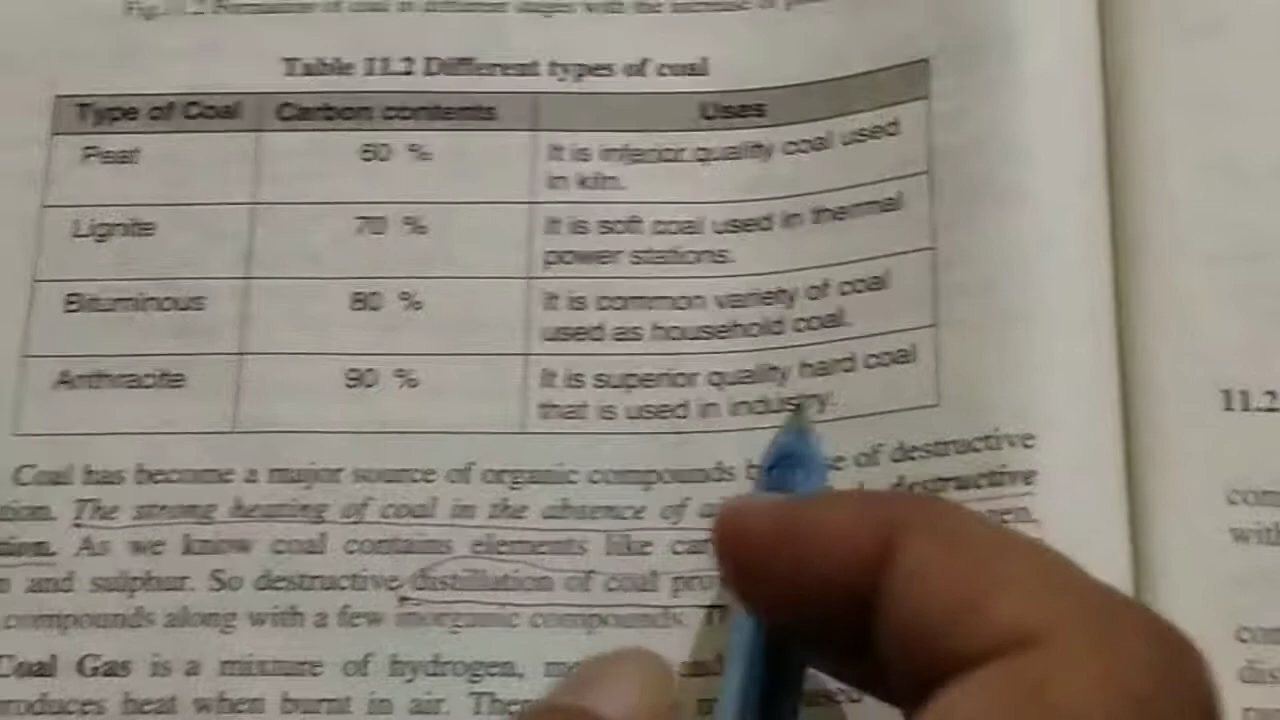 Table 11.2 Different types of coal
Type of Coal Carbon contents Uses
Peat 60 % It is inferior quality coal used
in kiln.
Lignite 70 % It is soft coal used in thermal
power stations.
Bituminous 80 % It is common variety of coal
used as household coal.
Anthracite 90 % It is superior quality hard coal
that is used in industry.
11.2
Coal has become a major source of organic compounds of destructive
The strong heating of coal in the absence of destructive
As we know coal contains elements like
and sulphur. So destructive distillation of coal
compounds along with a few inorganic compounds.
Coal Gas is a mixture of hydrogen,
heat when burnt in air.